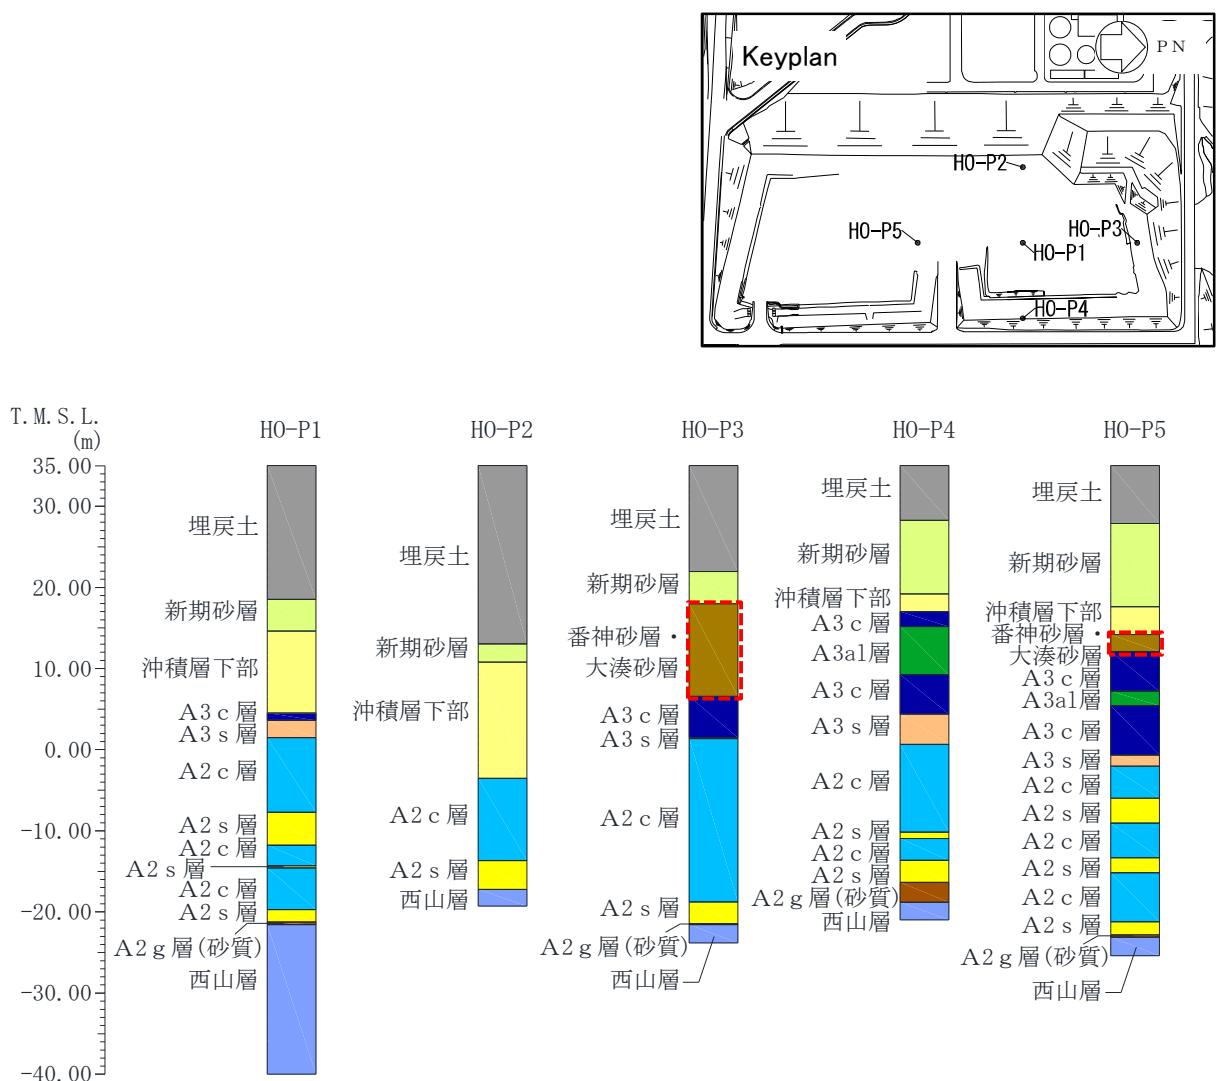 Keyplan
PN
HO-P2
HO-P5
HO-P3
HO-P1
HO-P4
T.M.S.L.
(m)
35.00
30.00
20.00
10.00
0.00
-10.00
-20.00
-30.00
-40.00
HO-P1
埋戻土
新期砂層
沖積層下部
A3c層
A3s層
A2c層
A2s層
A2c層
A2s層
A2c層
A2s層
A2g層(砂質)
西山層
HO-P2
埋戻土
新期砂層
沖積層下部
A2c層
A2s層
西山層
HO-P3
埋戻土
新期砂層
番神砂層・
大湊砂層
A3c層
A3s層
A2c層
A2s層
A2g層(砂質)
西山層
HO-P4
埋戻土
新期砂層
沖積層下部
A3c層
A3al層
A3c層
A3s層
A2c層
A2s層
A2c層
A2s層
A2g層(砂質)
西山層
HO-P5
埋戻土
新期砂層
沖積層下部
番神砂層・
大湊砂層
A3c層
A3al層
A3c層
A3s層
A2c層
A2s層
A2c層
A2s層
A2c層
A2s層
A2g層(砂質)
西山層